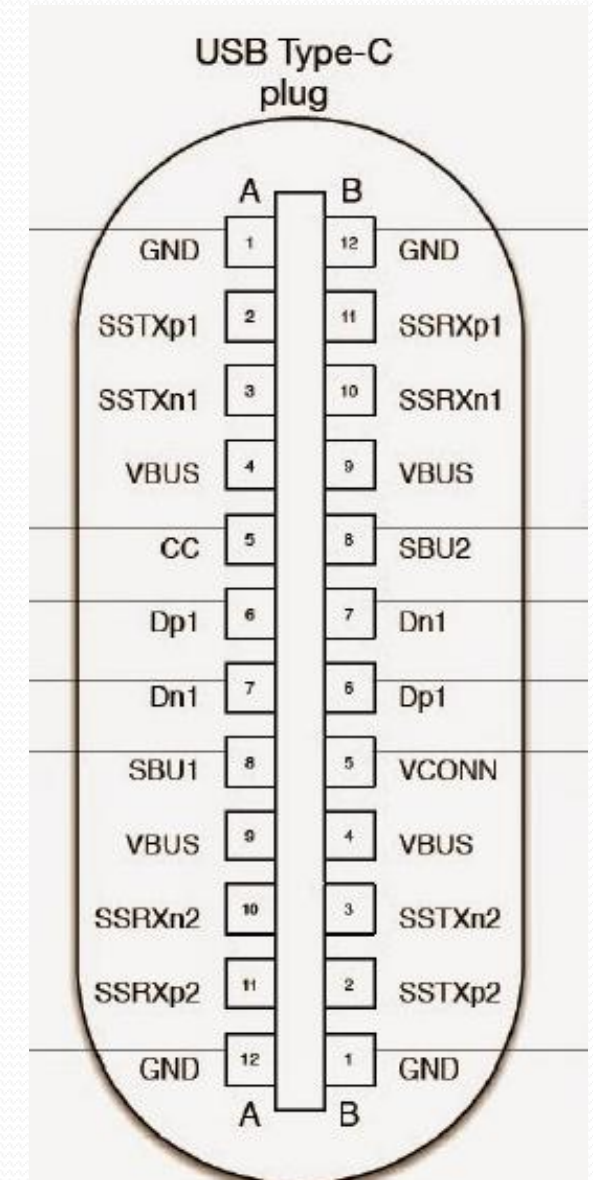 USB Type-C
plug
A B
GND 1 12 GND
SSTXp1 2 11 SSRXp1
SSTXn1 3 10 SSRXn1
VBUS 4 9 VBUS
CC 5 8 SBU2
Dp1 6 7 Dn1
Dn1 7 6 Dp1
SBU1 8 5 VCONN
VBUS 9 4 VBUS
SSRXn2 10 3 SSTXn2
SSRXp2 11 2 SSTXp2
GND 12 1 GND
A B